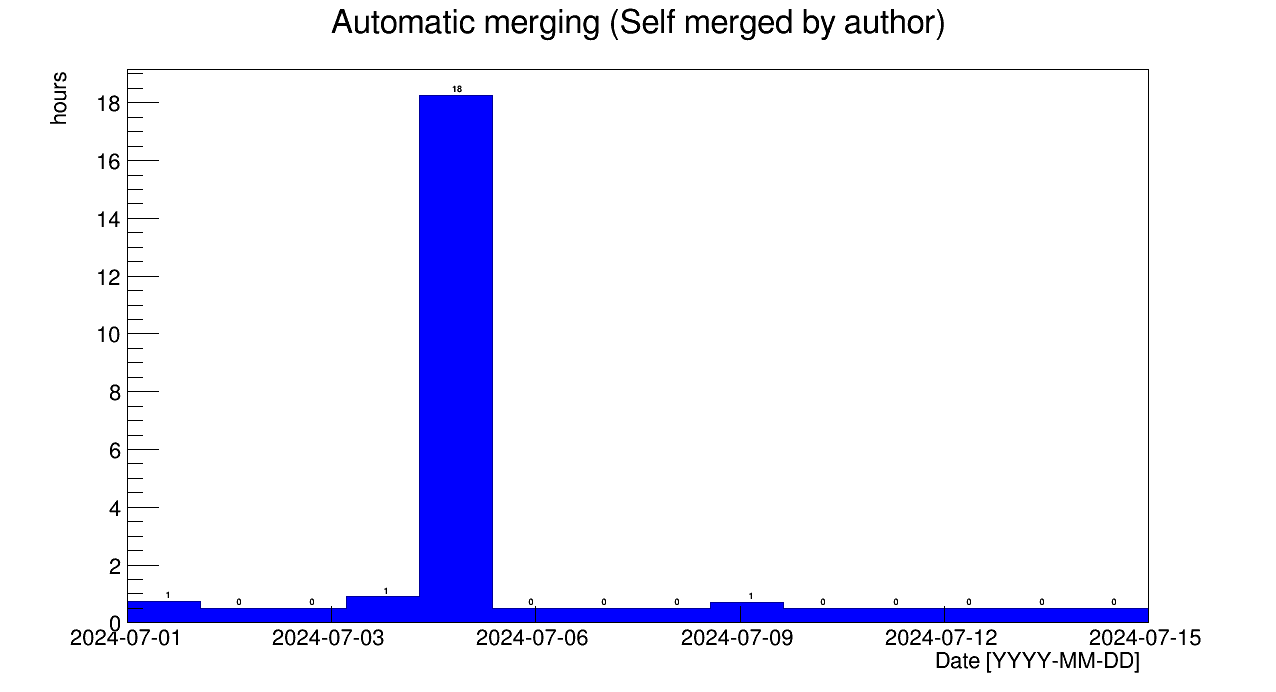 Automatic merging (Self merged by author)
hours
18
16
14
12
10
8
6
4
2
0
1 0 0 1 18 0 0 0 1 0 0 0 0 0
2024-07-01 2024-07-03 2024-07-06 2024-07-09 2024-07-12 2024-07-15
Date [YYYY-MM-DD]